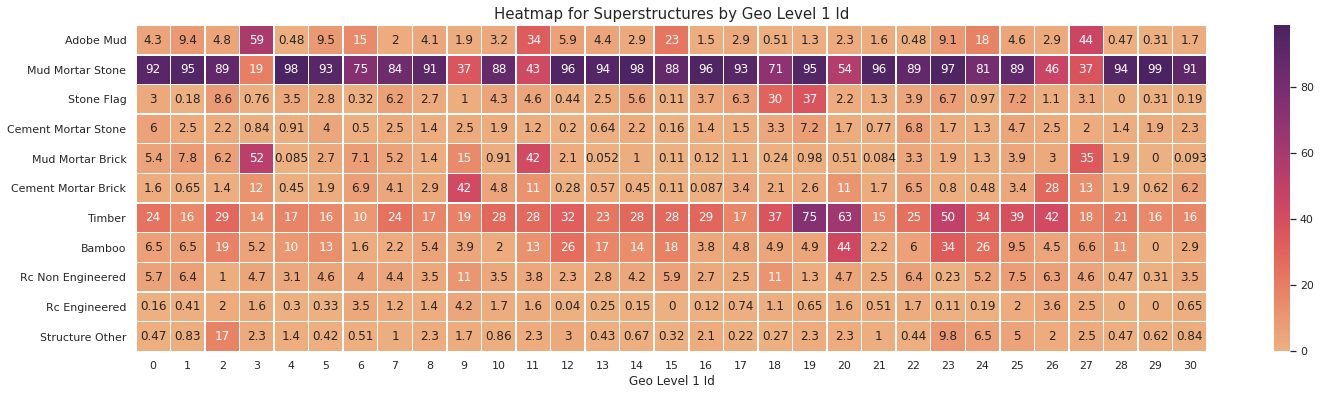 Heatmap for Superstructures by Geo Level 1 Id
Adobe Mud 4.3 9.4 4.8 59 0.48 9.5 15 2 4.1 1.9 3.2 34 5.9 4.4 2.9 23 1.5 2.9 0.51 1.3 2.3 1.6 0.48 9.1 18 4.6 2.9 44 0.47 0.31 1.7
Mud Mortar Stone 92 95 89 19 98 93 75 84 91 37 88 43 96 94 98 88 96 93 71 95 54 96 89 97 81 89 46 37 94 99 91
80
Stone Flag 3 0.18 8.6 0.76 3.5 2.8 0.32 6.2 2.7 1 4.3 4.6 0.44 2.5 5.6 0.11 3.7 6.3 30 37 2.2 1.3 3.9 6.7 0.97 7.2 1.1 3.1 0 0.31 0.19
Cement Mortar Stone 6 2.5 2.2 0.84 0.91 4 0.5 2.5 1.4 2.5 1.9 1.2 0.2 0.64 2.2 0.16 1.4 1.5 3.3 7.2 1.7 0.77 6.8 1.7 1.3 4.7 2.5 2 1.4 1.9 2.3
60
Mud Mortar Brick 5.4 7.8 6.2 52 0.085 2.7 7.1 5.2 1.4 15 0.91 42 2.1 0.052 1 0.11 0.12 1.1 0.24 0.98 0.51 0.084 3.3 1.9 1.3 3.9 3 35 1.9 0 0.093
Cement Mortar Brick 1.6 0.65 1.4 12 0.45 1.9 6.9 4.1 2.9 42 4.8 11 0.28 0.57 0.45 0.11 0.087 3.4 2.1 2.6 11 1.7 6.5 0.8 0.48 3.4 28 13 1.9 0.62 6.2
Timber 24 16 29 14 17 16 10 24 17 19 28 28 32 23 28 28 29 17 37 75 63 15 25 50 34 39 42 18 21 16 16
40
Bamboo 6.5 6.5 19 5.2 10 13 1.6 2.2 5.4 3.9 2 13 26 17 14 18 3.8 4.8 4.9 4.9 44 2.2 6 34 26 9.5 4.5 6.6 11 0 2.9
Rc Non Engineered 5.7 6.4 1 4.7 3.1 4.6 4 4.4 3.5 11 3.5 3.8 2.3 2.8 4.2 5.9 2.7 2.5 11 1.3 4.7 2.5 6.4 0.23 5.2 7.5 6.3 4.6 0.47 0.31 3.5
20
Rc Engineered 0.16 0.41 2 1.6 0.3 0.33 3.5 1.2 1.4 4.2 1.7 1.6 0.04 0.25 0.15 0 0.12 0.74 1.1 0.65 1.6 0.51 1.7 0.11 0.19 2 3.6 2.5 0 0 0.65
Structure Other 0.47 0.83 17 2.3 1.4 0.42 0.51 1 2.3 1.7 0.86 2.3 3 0.43 0.67 0.32 2.1 0.22 0.27 2.3 2.3 1 0.44 9.8 6.5 5 2 2.5 0.47 0.62 0.84
0
0 1 2 3 4 5 6 7 8 9 10 11 12 13 14 15 16 17 18 19 20 21 22 23 24 25 26 27 28 29 30
Geo Level 1 Id